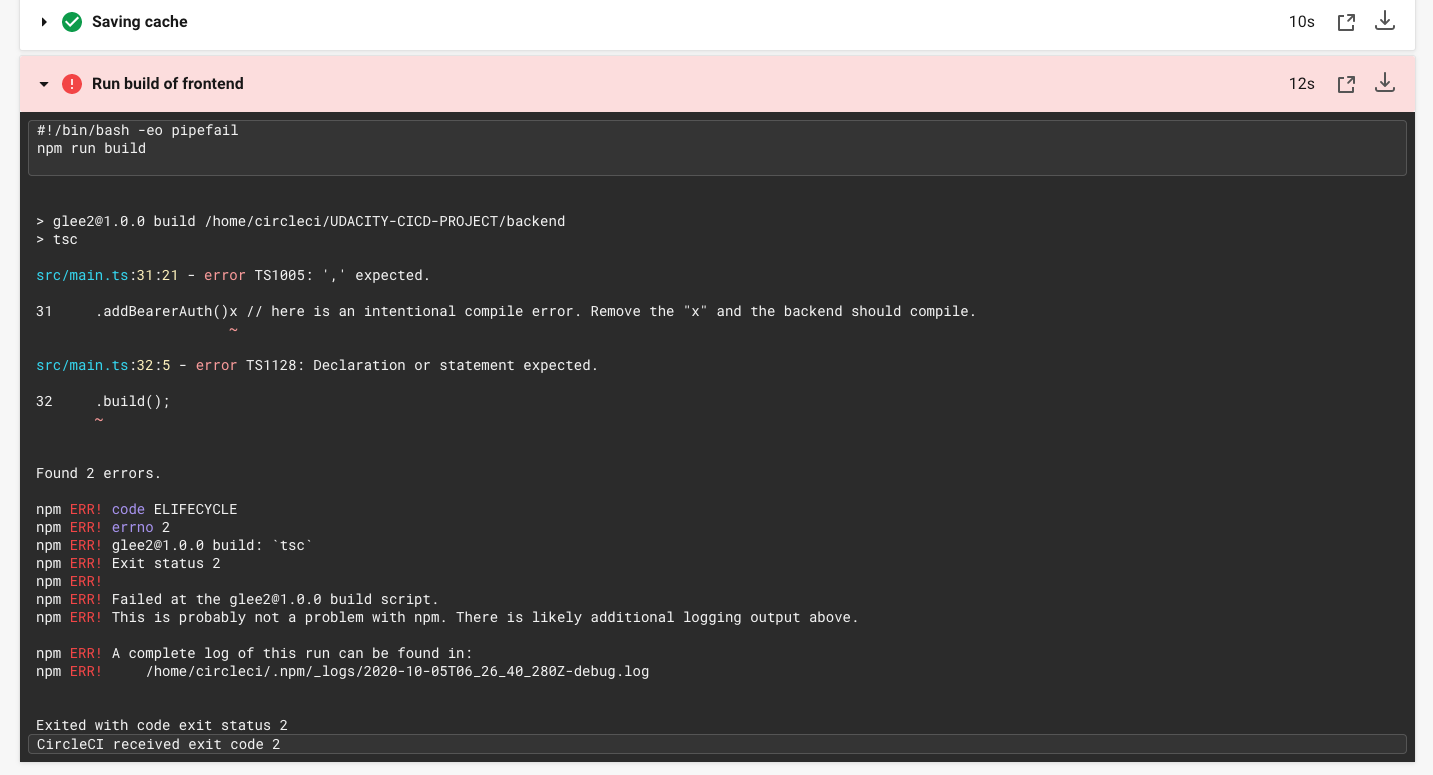 Saving cache 10s
Run build of frontend 12s
#!/bin/bash -eo pipefail
npm run build
> glee2@1.0.0 build /home/circleci/UDACITY-CICD-PROJECT/backend
> tsc
src/main.ts:31:21 - error TS1005: ',' expected.
31     .addBearerAuth()x // here is an intentional compile error. Remove the "x" and the backend should compile.
~
src/main.ts:32:5 - error TS1128: Declaration or statement expected.
32     .build();
~
Found 2 errors.
npm ERR! code ELIFECYCLE
npm ERR! errno 2
npm ERR! glee2@1.0.0 build: `tsc`
npm ERR! Exit status 2
npm ERR!
npm ERR! Failed at the glee2@1.0.0 build script.
npm ERR! This is probably not a problem with npm. There is likely additional logging output above.
npm ERR! A complete log of this run can be found in:
npm ERR!     /home/circleci/.npm/_logs/2020-10-05T06_26_40_280Z-debug.log
Exited with code exit status 2
CircleCI received exit code 2